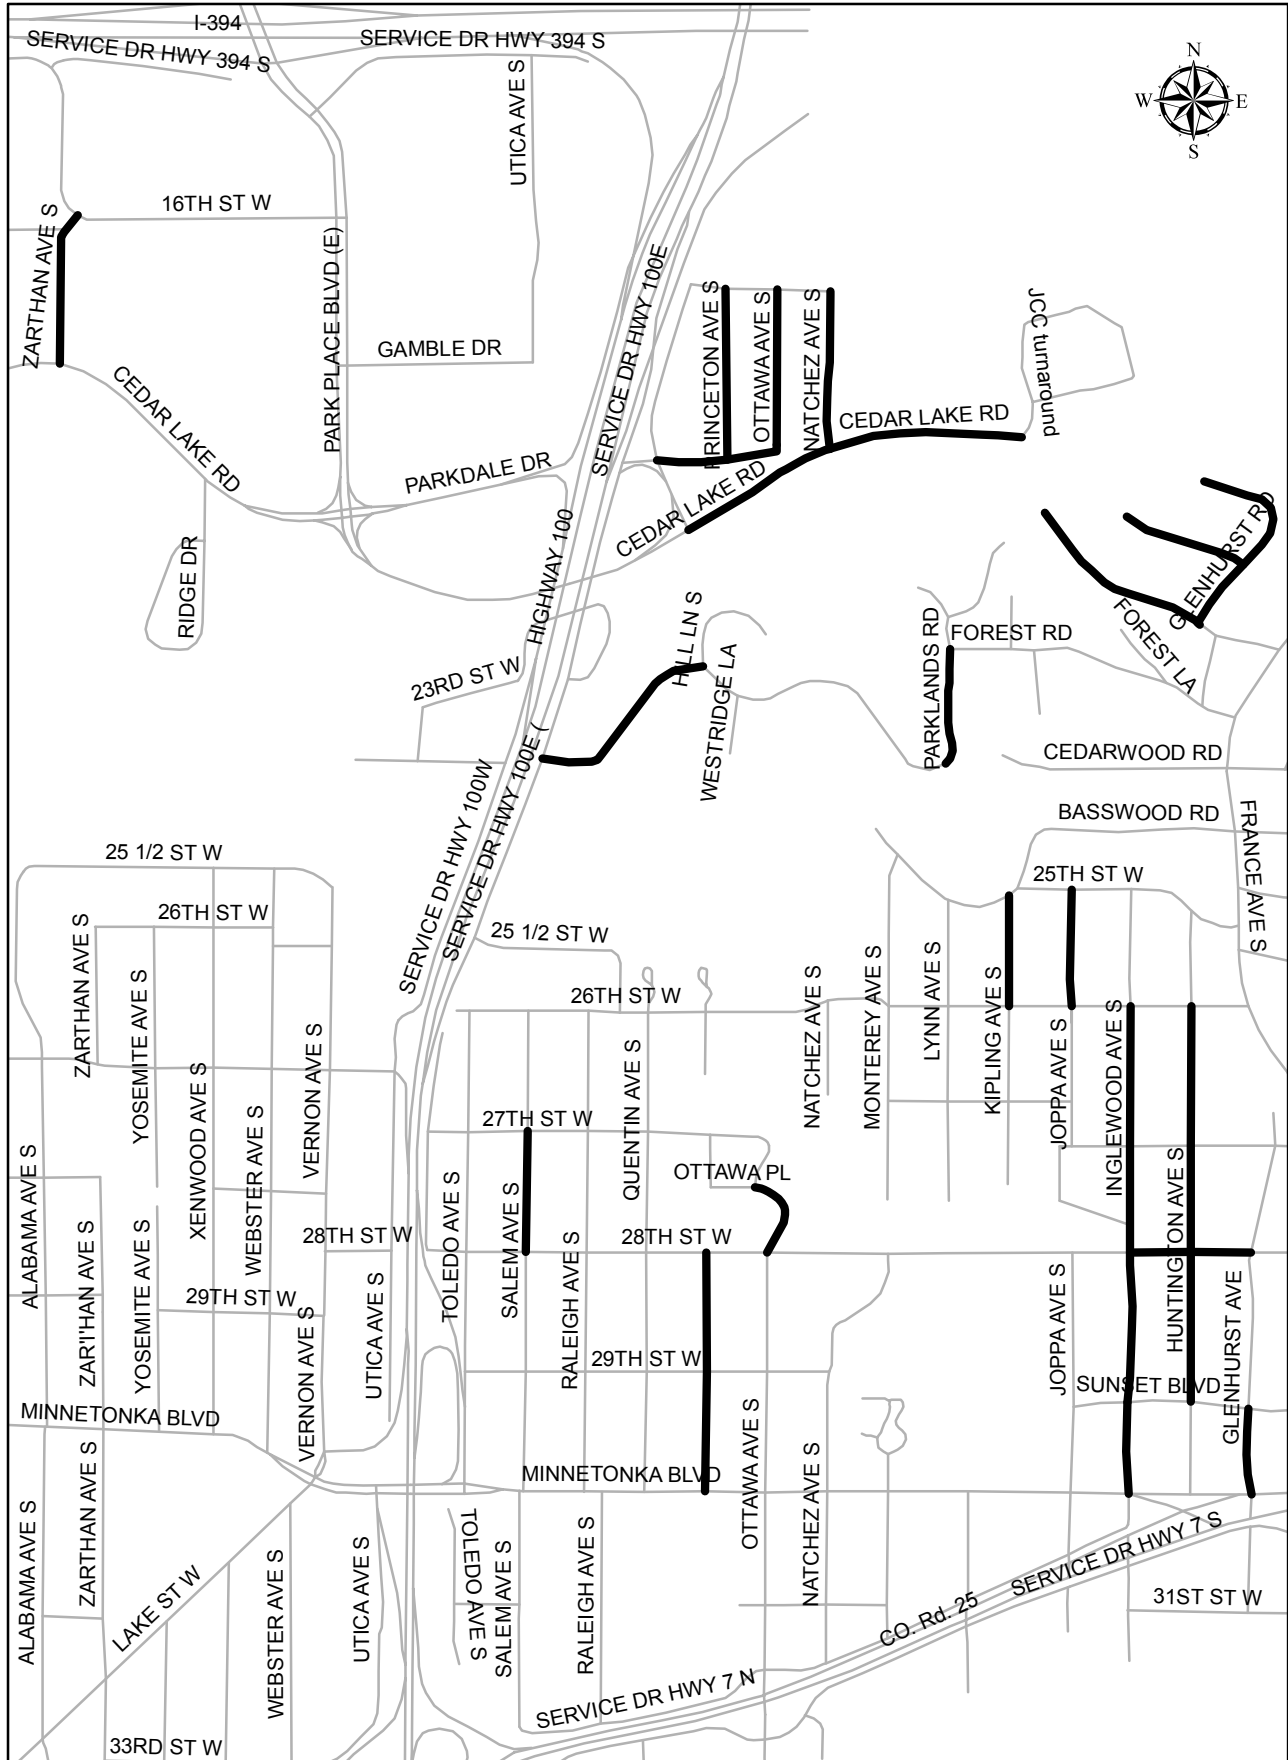 I-394
SERVICE DR HWY 394 S
SERVICE DR HWY 394 S
N
W
E
S
UTICA AVE S
16TH ST W
ZARTHAN AVE S
PARK PLACE BLVD (E)
SERVICE DR HWY 100E
GAMBLE DR
PRINCETON AVE S
OTTAWA AVE S
NATCHEZ AVE S
JCC turnaround
CEDAR LAKE RD
CEDAR LAKE RD
PARKDALE DR
CEDAR LAKE RD
HIGHWAY 100
RIDGE DR
GLENHURST RD
FOREST LA
HILL LN S
PARKLANDS RD
FOREST RD
23RD ST W
WESTRIDGE LA
CEDARWOOD RD
SERVICE DR HWY 100W
SERVICE DR HWY 100E (
BASSWOOD RD
FRANCE AVE S
25 1/2 ST W
25TH ST W
26TH ST W
25 1/2 ST W
ZARTHAN AVE S
YOSEMITE AVE S
26TH ST W
NATCHEZ AVE S
MONTEREY AVE S
LYNN AVE S
KIPLING AVE S
JOPPA AVE S
INGLEWOOD AVE S
XENWOOD AVE S
WEBSTER AVE S
VERNON AVE S
27TH ST W
QUENTIN AVE S
OTTAWA PL
ALABAMA AVE S
ZARTHAN AVE S
YOSEMITE AVE S
28TH ST W
TOLEDO AVE S
SALEM AVE S
RALEIGH AVE S
28TH ST W
HUNTINGTON AVE S
29TH ST W
UTICA AVE S
VERNON AVE S
29TH ST W
JOPPA AVE S
SUNSET BLVD
GLENHURST AVE
MINNETONKA BLVD
MINNETONKA BLVD
OTTAWA AVE S
NATCHEZ AVE S
ALABAMA AVE S
ZARTHAN AVE S
LAKE ST W
WEBSTER AVE S
UTICA AVE S
TOLEDO AVE S
SALEM AVE S
RALEIGH AVE S
CO. Rd. 25
SERVICE DR HWY 7 S
31ST ST W
SERVICE DR HWY 7 N
33RD ST W